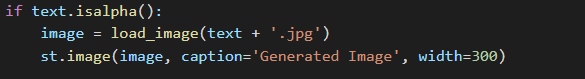 if text.isalpha():
    image = load_image(text + '.jpg')
    st.image(image, caption='Generated Image', width=300)